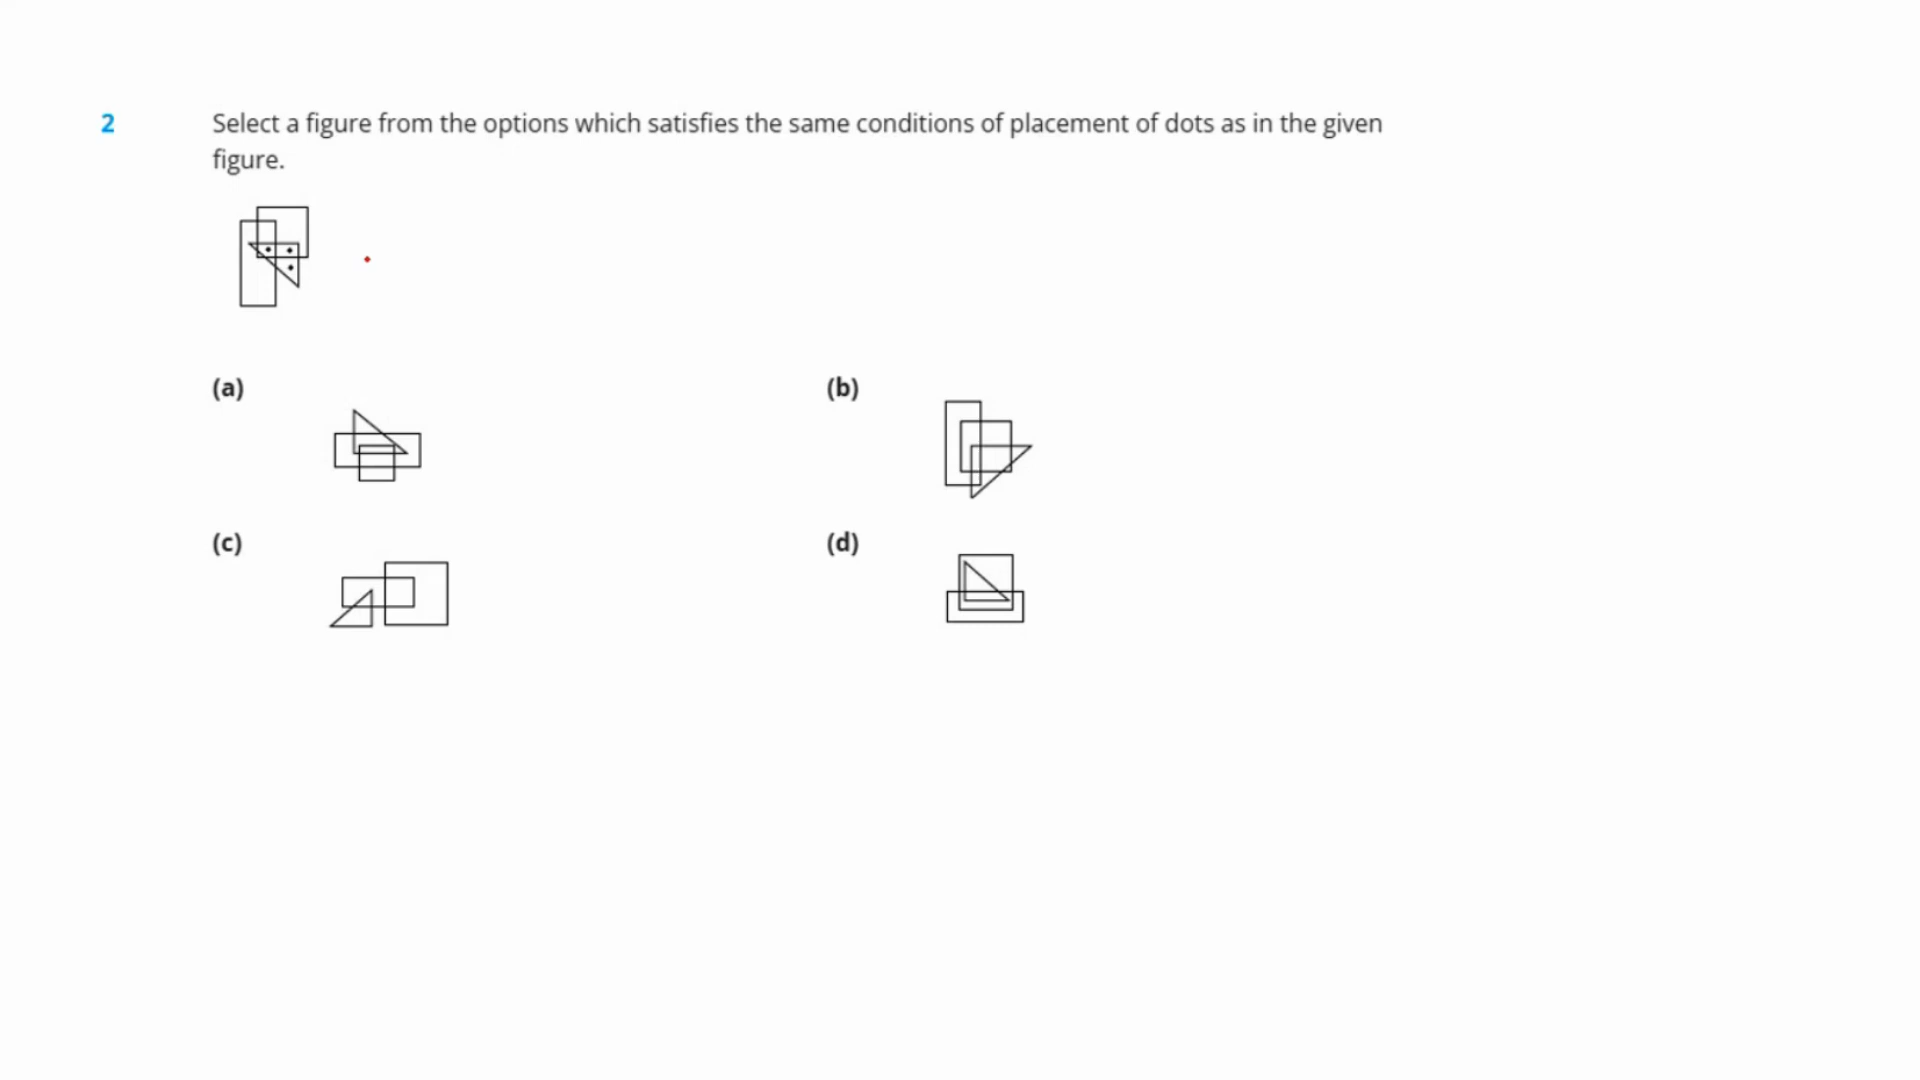 2 Select a figure from the options which satisfies the same conditions of placement of dots as in the given
figure.
(a) (b)
(c) (d)